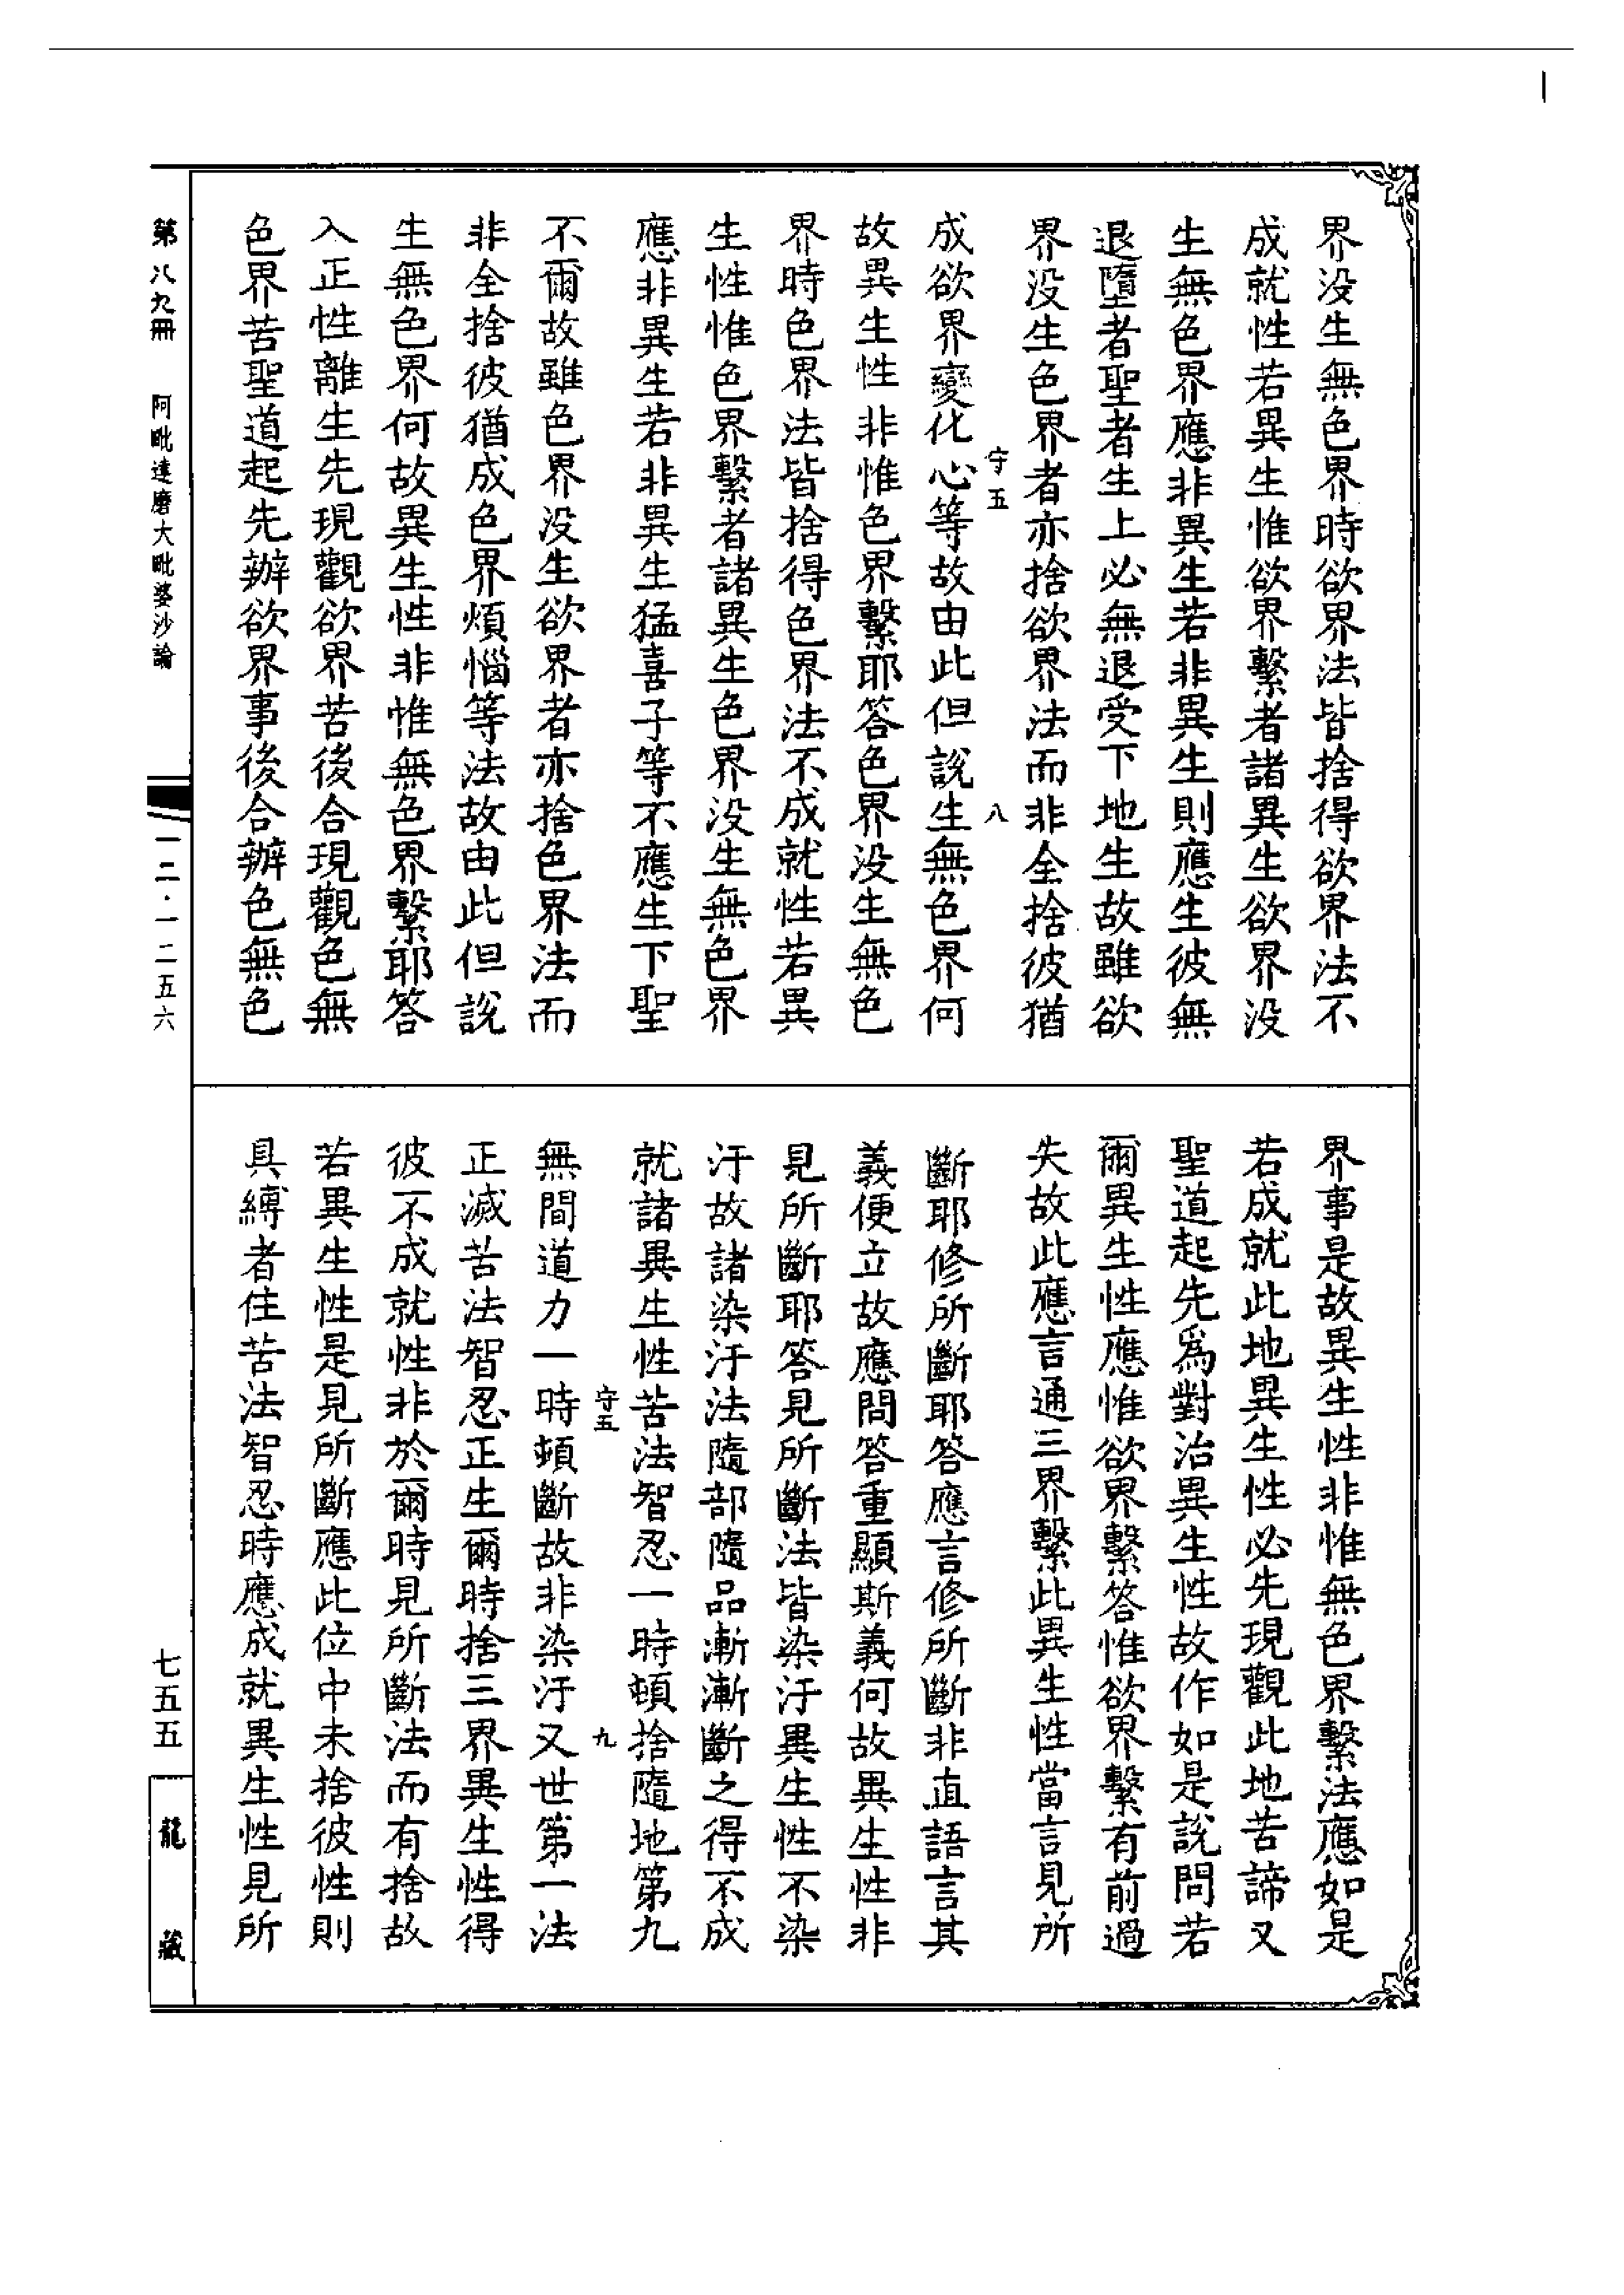 界没生無色界時欲界法皆捨得欲界法不
成就性若異生惟欲界繫者諸異生欲界没
生無色界應非異生若非異生則應生彼無
退墮者聖者生上必無退受下地生故雖欲
界没生色界者亦捨欲界法而非全捨彼猶
守五 八
成欲界變化心等故由此但説生無色界何
故異生性非惟色界繫耶答色界没生無色
界時色界法皆捨得色界法不成就性若異
生性惟色界繫者諸異生色界没生無色界
應非異生若非異生猛喜子等不應生下聖
不爾故雖色界没生欲界者亦捨色界法而
非全捨彼猶成色界煩惱等法故由此但説
生無色界何故異生性非惟無色界繫耶答
入正性離生先現觀欲界苦後合現觀色無
色界苦聖道起先辦欲界事後合辦色無色
界事是故異生性非惟無色界繫法應如是
若成就此地異生性必先現觀此地苦諦又
聖道起先爲對治異生性故作如是説問若
爾異生性應惟欲界繫答惟欲界繫有前過
失故此應言通三界繫此異生性當言見所
斷耶修所斷耶答應言修所斷非直語言其
義便立故應問答重顯斯義何故異生性非
見所斷耶答見所斷法皆染汙異生性不染
汙故諸染汙法隨部隨品漸漸斷之得不成
就諸異生性苦法智忍一時頓捨隨地第九
守五 九
無間道力一時頓斷故非染汙又世第一法
正滅苦法智忍正生爾時捨三界異生性得
彼不成就性非於爾時見所斷法而有捨故
若異生性是見所斷應此位中未捨彼性則
具縛者住苦法智忍時應成就異生性見所
第八九冊 阿毗達磨大毗婆沙論
一二·一二五六
七五五
龍藏